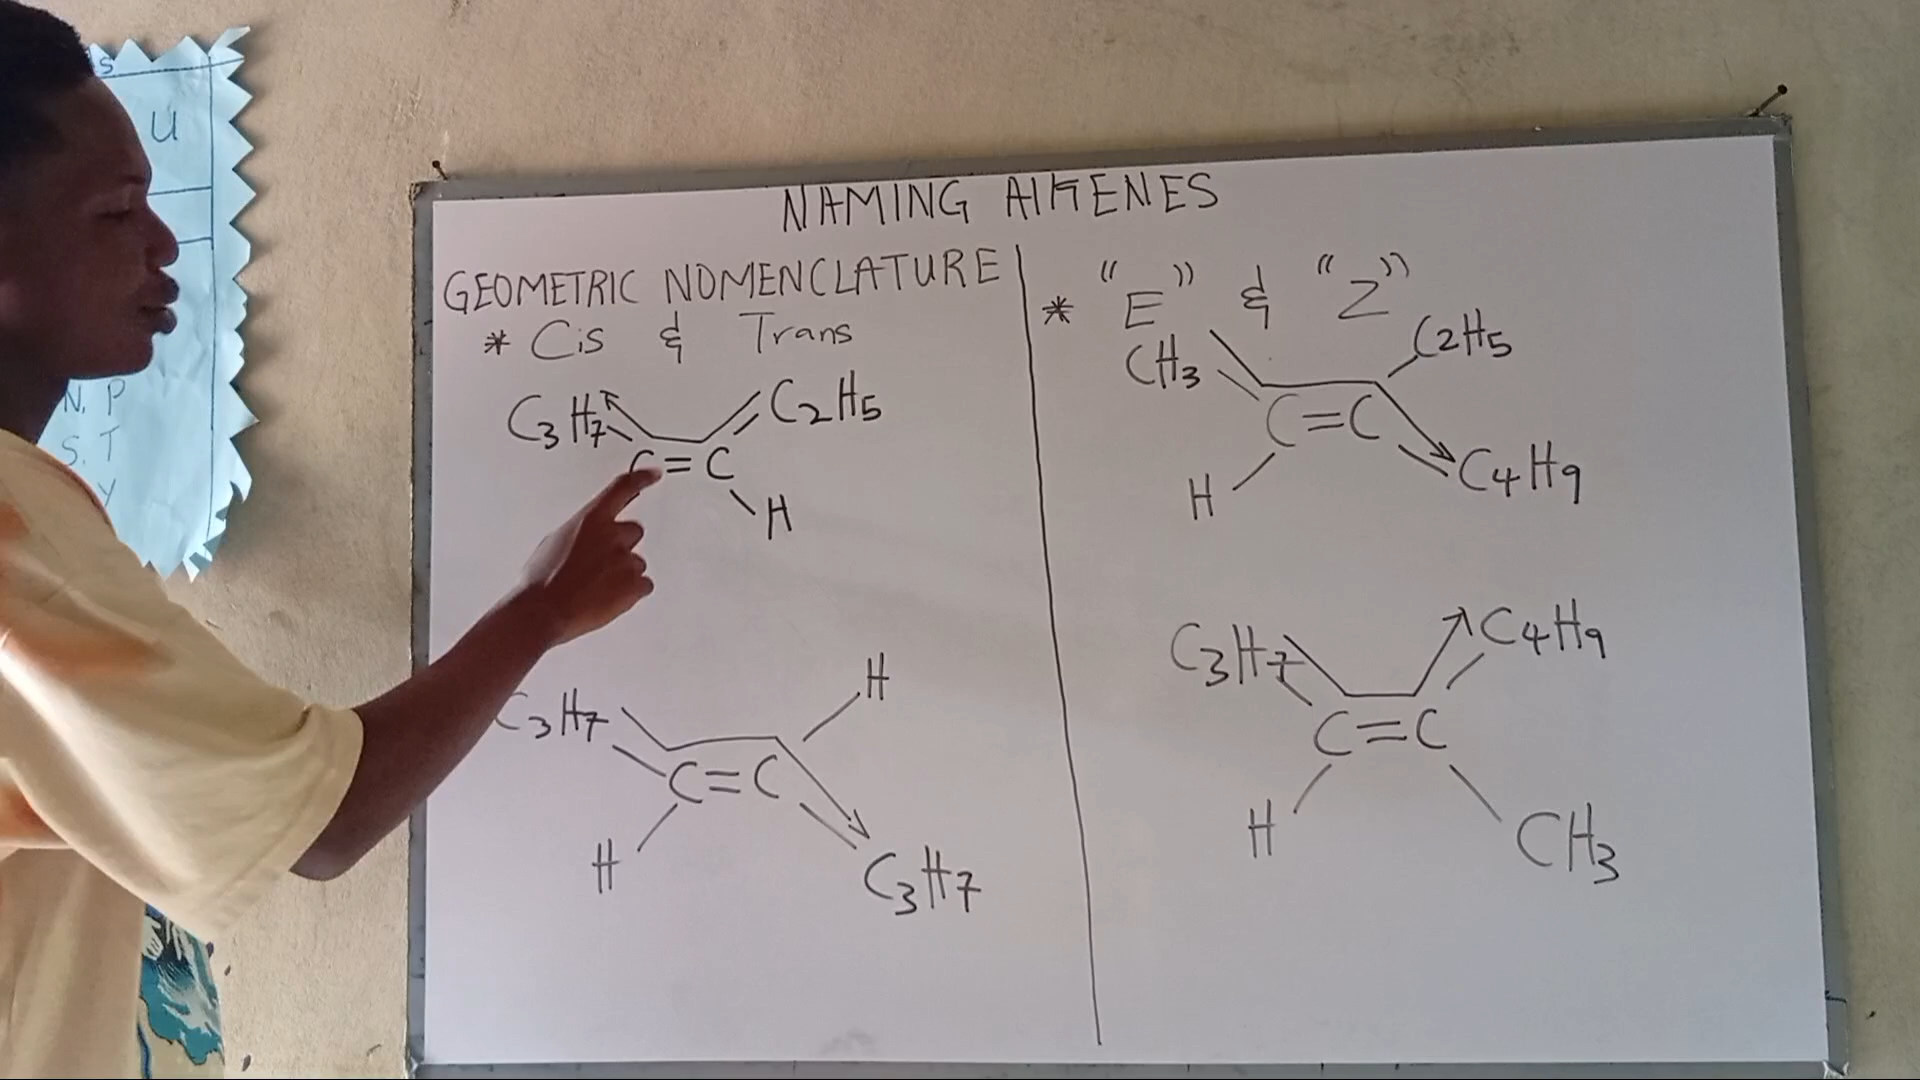 NAMING AlKENES
GEOMETRIC NOMENCLATURE
* Cis & Trans
C3H7 C2H5
C=C
H
C3H7 H
C=C
H C3H7
* "E" & "Z"
CH3 C2H5
C=C
H C4H9
C3H7 C4H9
C=C
H CH3
s
U
N. P
S. T
Y